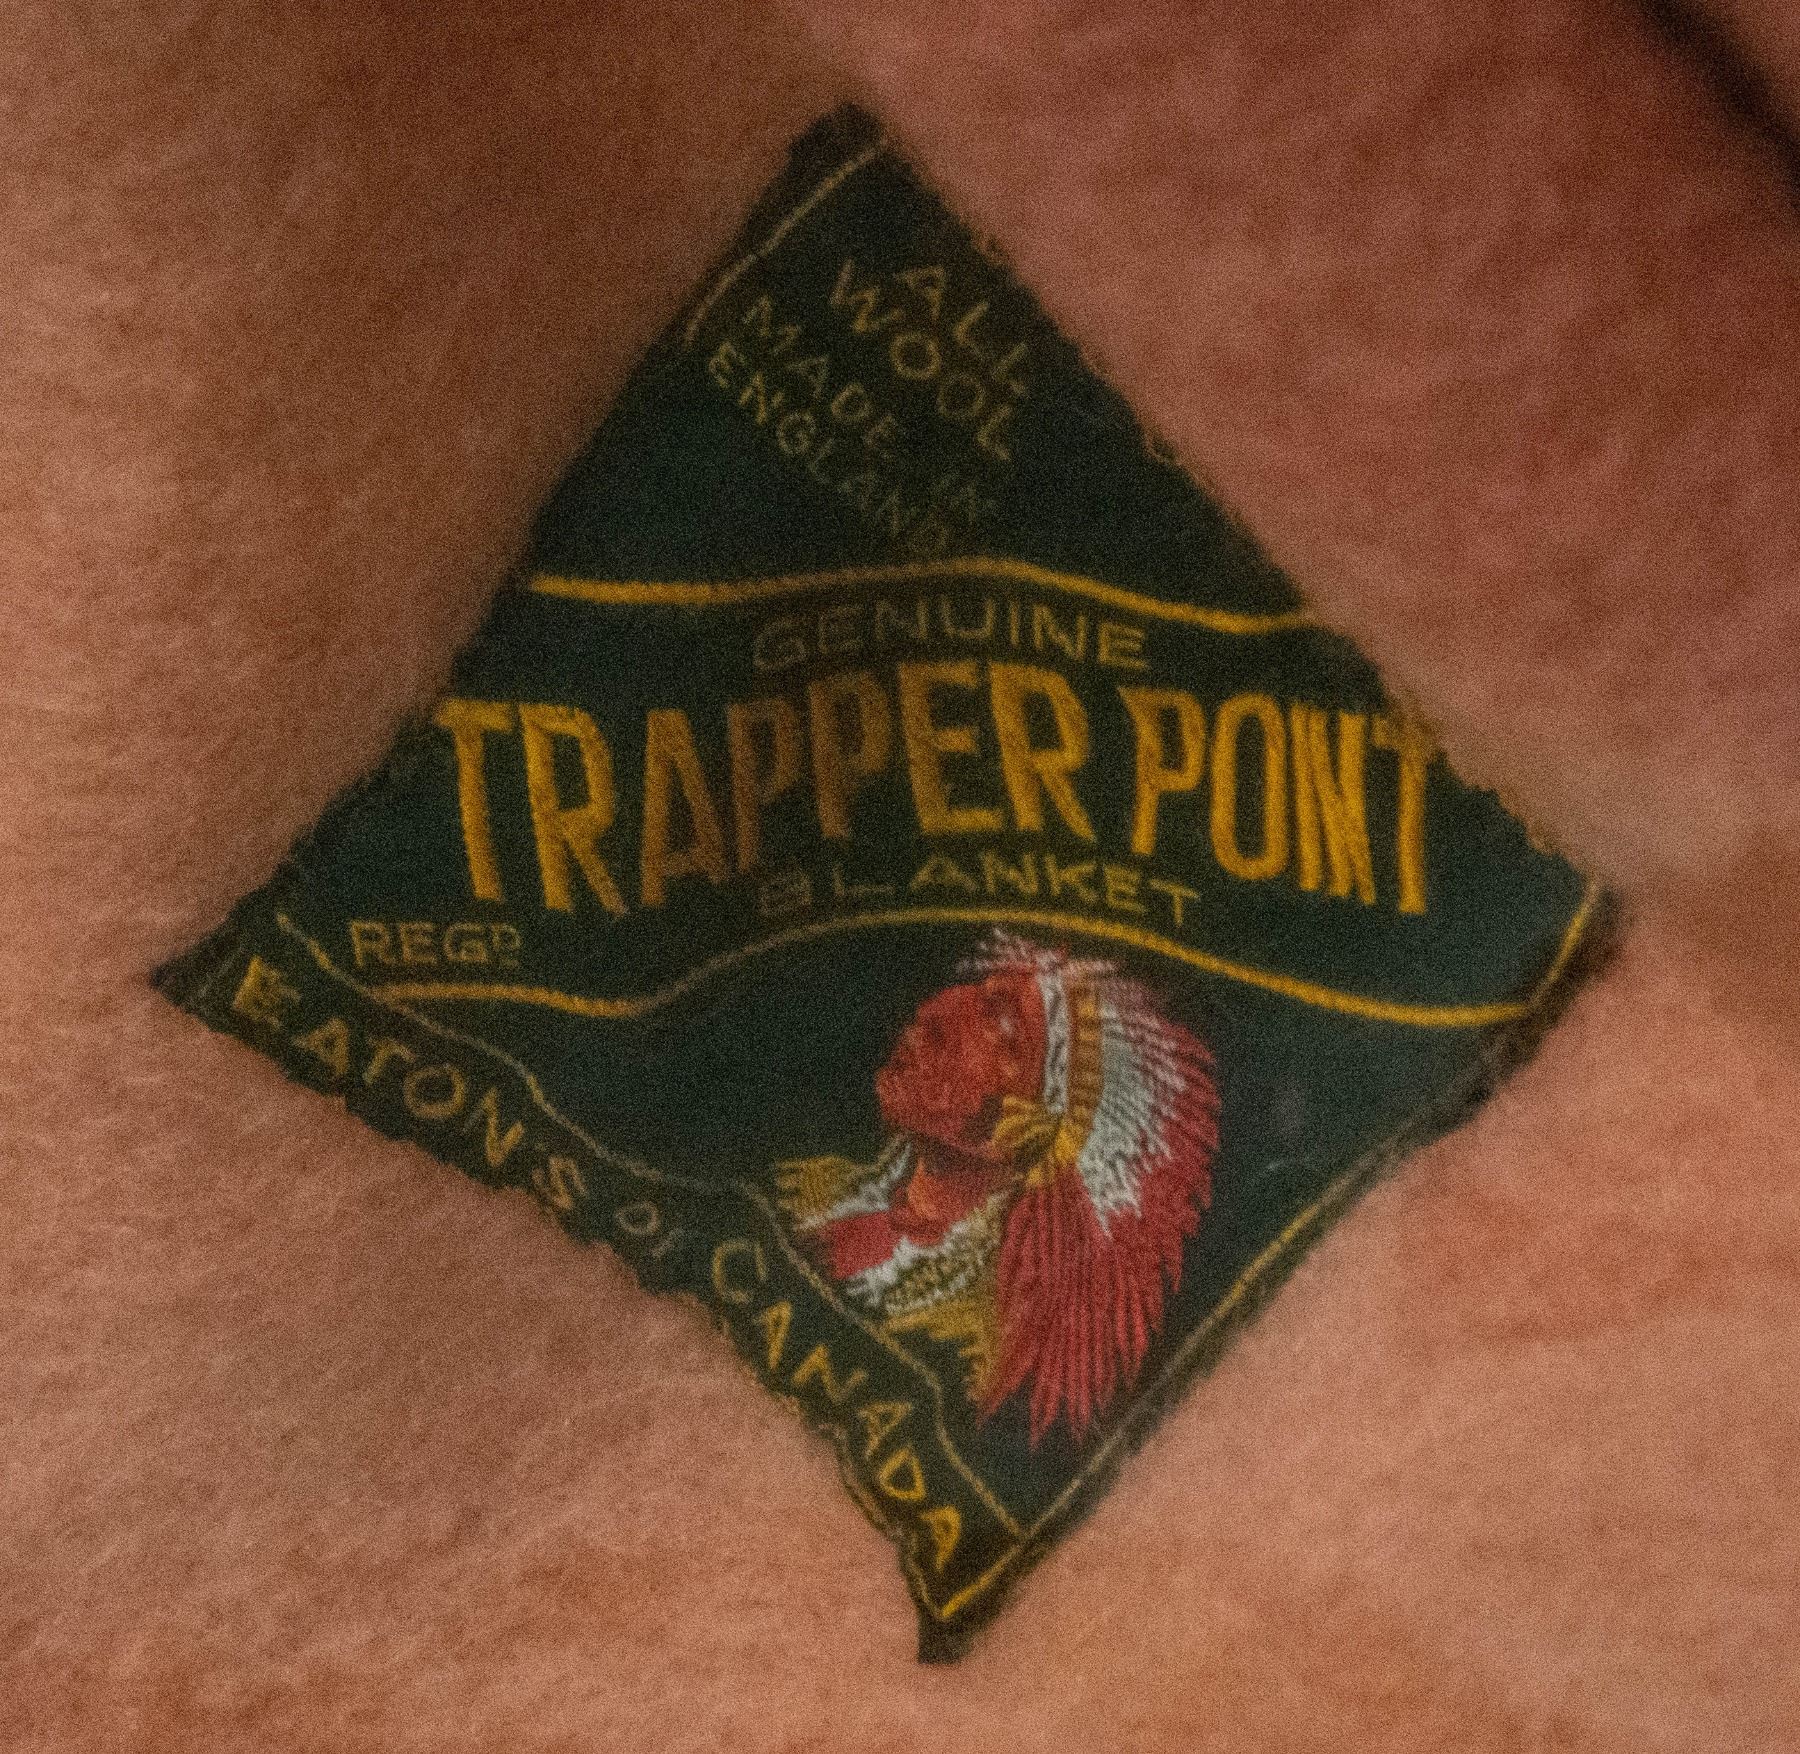 ALL
WOOL
MADE IN
ENGLAND
GENUINE
TRAPPER POINT
BLANKET
REGD
EATON'S OF CANADA